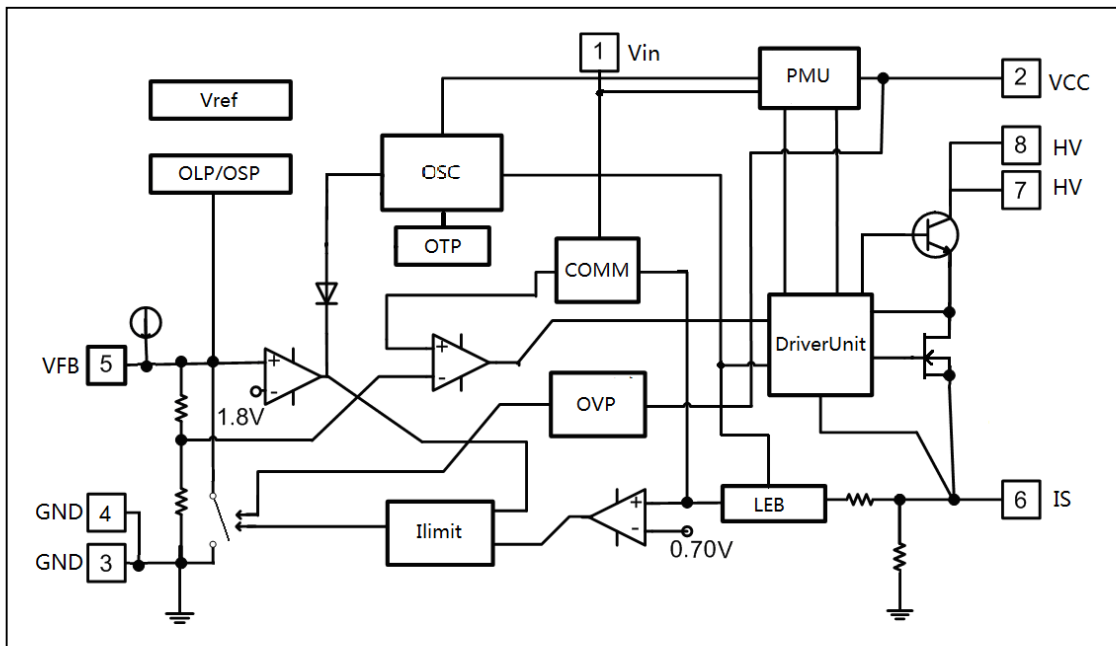 1 Vin
PMU
2 VCC
Vref
8 HV
OLP/OSP
OSC
7 HV
OTP
COMM
VFB 5
+
-
1.8V
+
-
DriverUnit
OVP
GND 4
Ilimit
+
-
0.70V
LEB
6 IS
GND 3